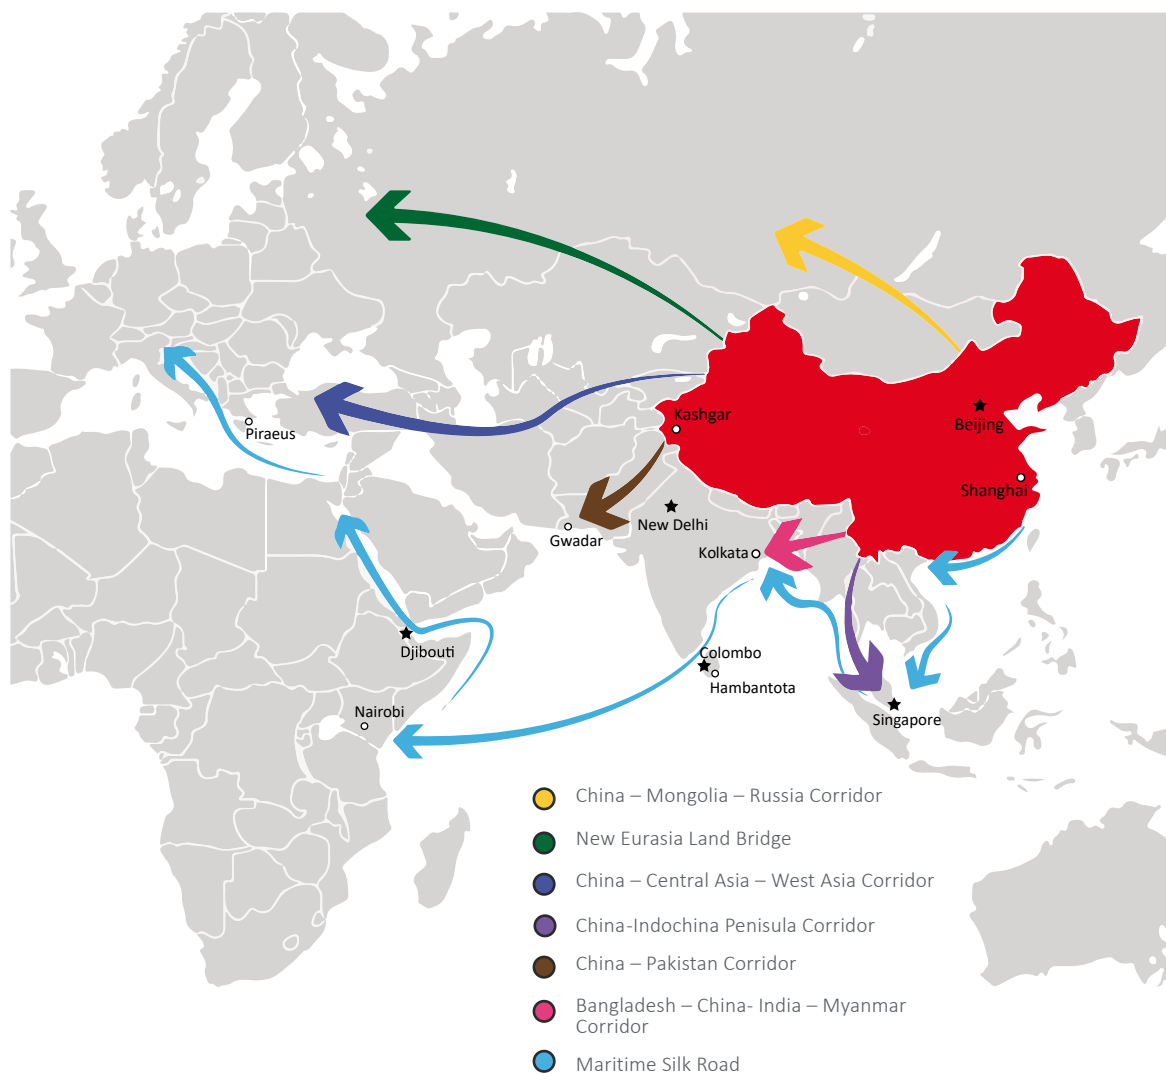 Kashgar
Beijing
Piraeus
Shanghai
New Delhi
Gwadar
Kolkata
Djibouti
Colombo
Hambantota
Nairobi
Singapore
China – Mongolia – Russia Corridor
New Eurasia Land Bridge
China – Central Asia – West Asia Corridor
China-Indochina Penisula Corridor
China – Pakistan Corridor
Bangladesh – China- India – Myanmar
Corridor
Maritime Silk Road